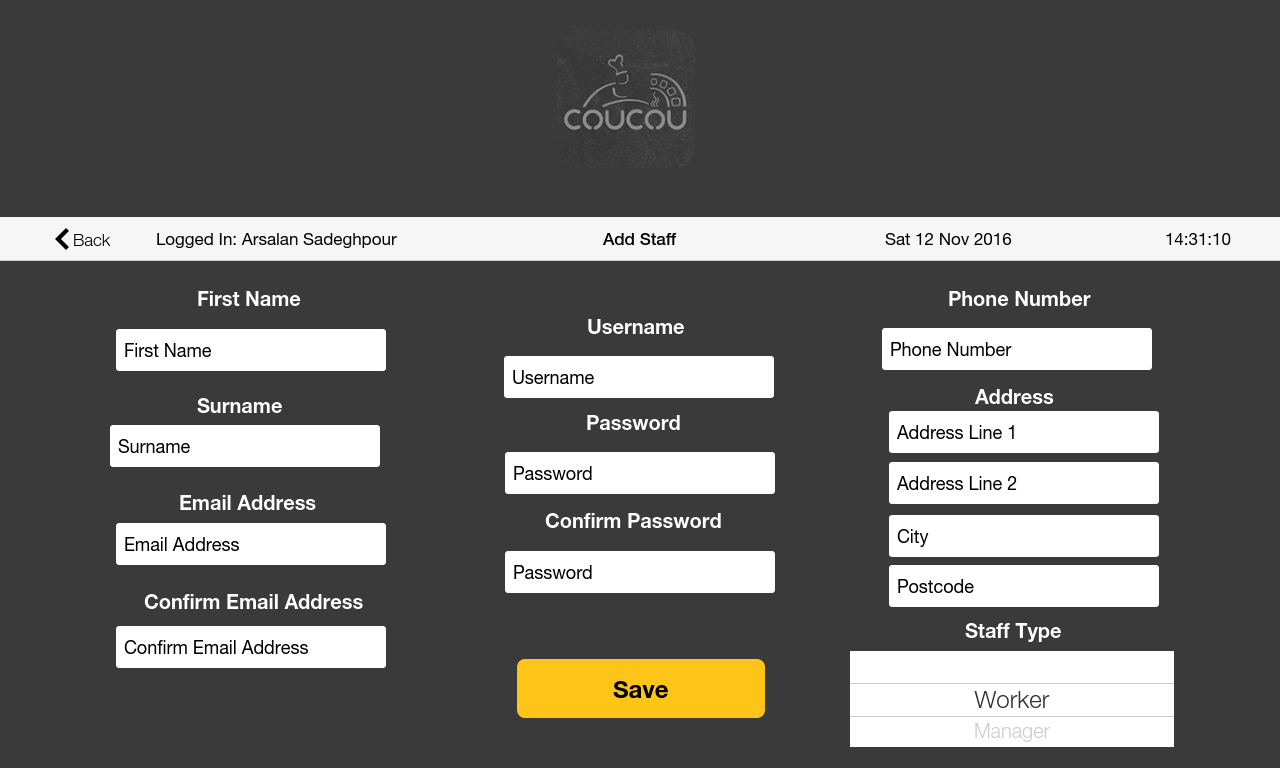 COUCOU
Back
Logged In: Arsalan Sadeghpour
Add Staff
Sat 12 Nov 2016
14:31:10
First Name
First Name
Surname
Surname
Email Address
Email Address
Confirm Email Address
Confirm Email Address
Username
Username
Password
Password
Confirm Password
Password
Save
Phone Number
Phone Number
Address
Address Line 1
Address Line 2
City
Postcode
Staff Type
Worker
Manager